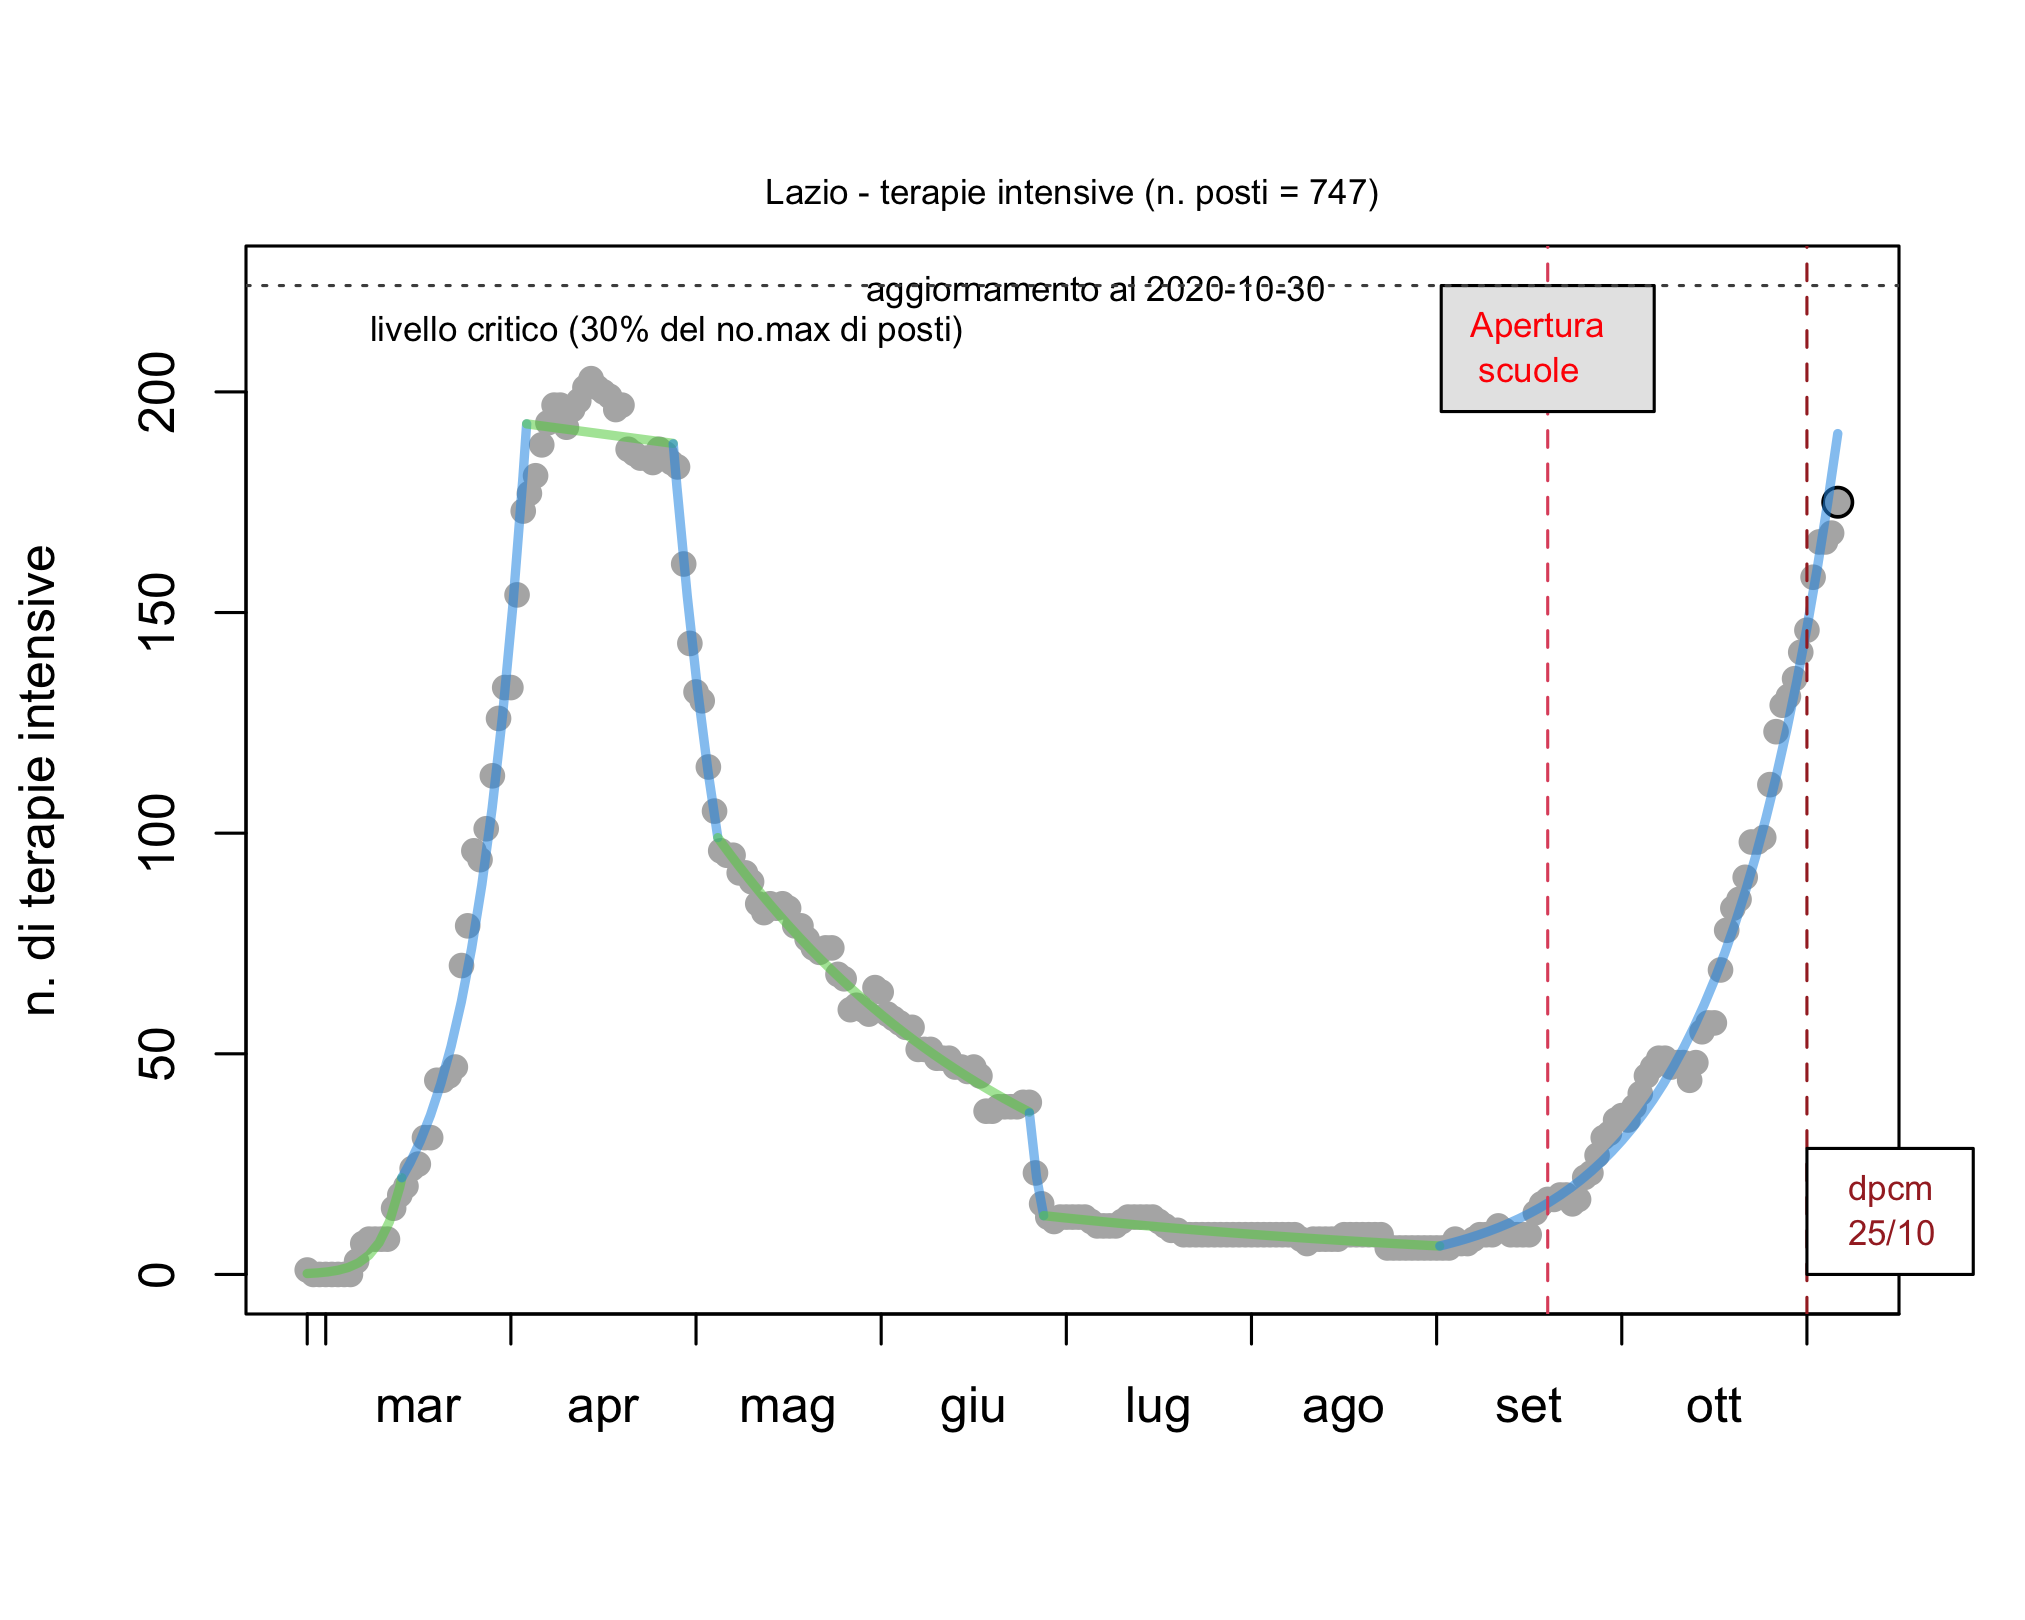 Lazio - terapie intensive (n. posti = 747)
aggiornamento al 2020-10-30
livello critico (30% del no.max di posti)
Apertura
scuole
n. di terapie intensive
200
150
100
50
0
dpcm
25/10
mar apr mag giu lug ago set ott